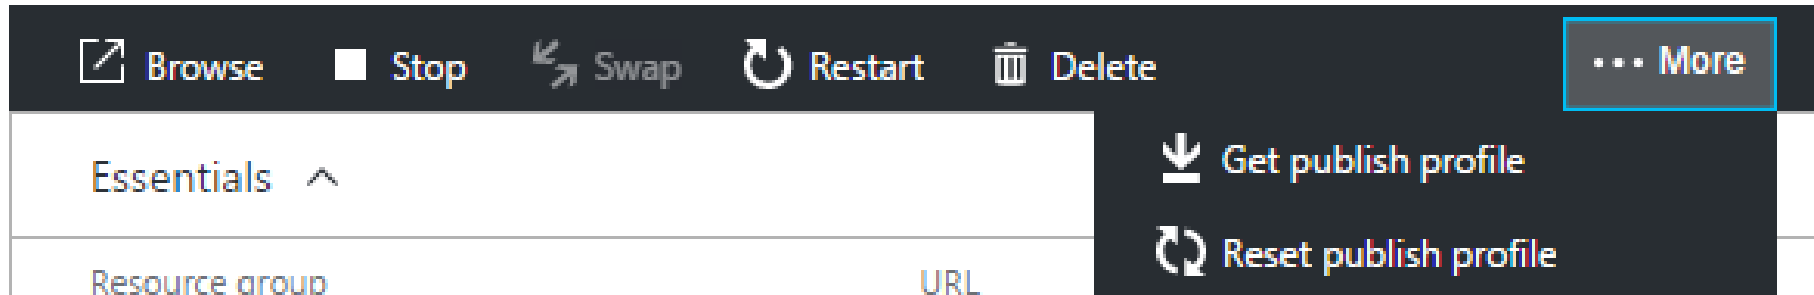 Browse Stop Swap Restart Delete ... More
Essentials
Get publish profile
Reset publish profile
Resource group URL